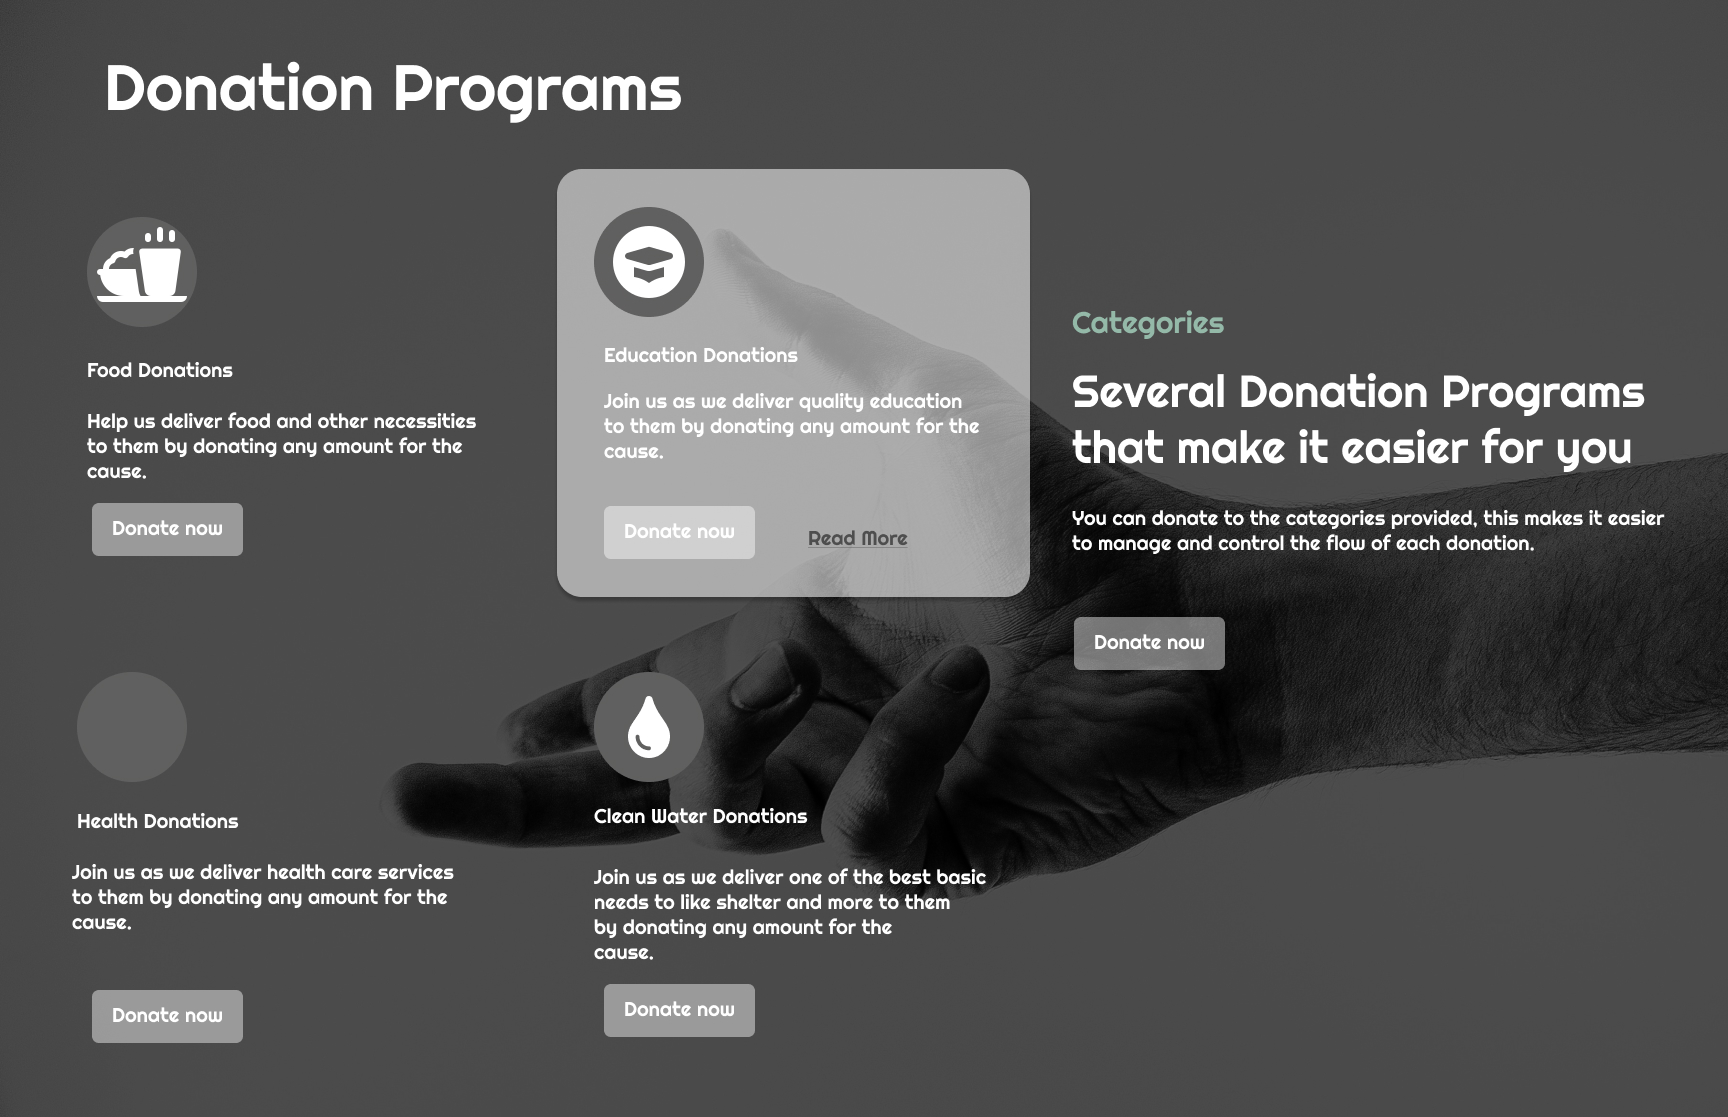 Donation Programs
Food Donations
Help us deliver food and other necessities
to them by donating any amount for the
cause.
Donate now
Education Donations
Join us as we deliver quality education
to them by donating any amount for the
cause.
Donate now
Read More
Categories
Several Donation Programs
that make it easier for you
You can donate to the categories provided, this makes it easier
to manage and control the flow of each donation.
Donate now
Health Donations
Join us as we deliver health care services
to them by donating any amount for the
cause.
Donate now
Clean Water Donations
Join us as we deliver one of the best basic
needs to like shelter and more to them
by donating any amount for the
cause.
Donate now